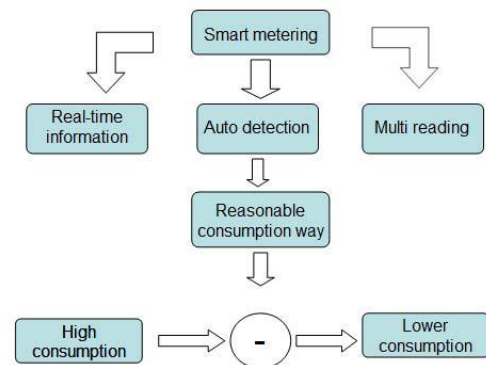 Smart metering
Real-time
information
Auto detection
Multi reading
Reasonable
consumption way
High
consumption
-
Lower
consumption